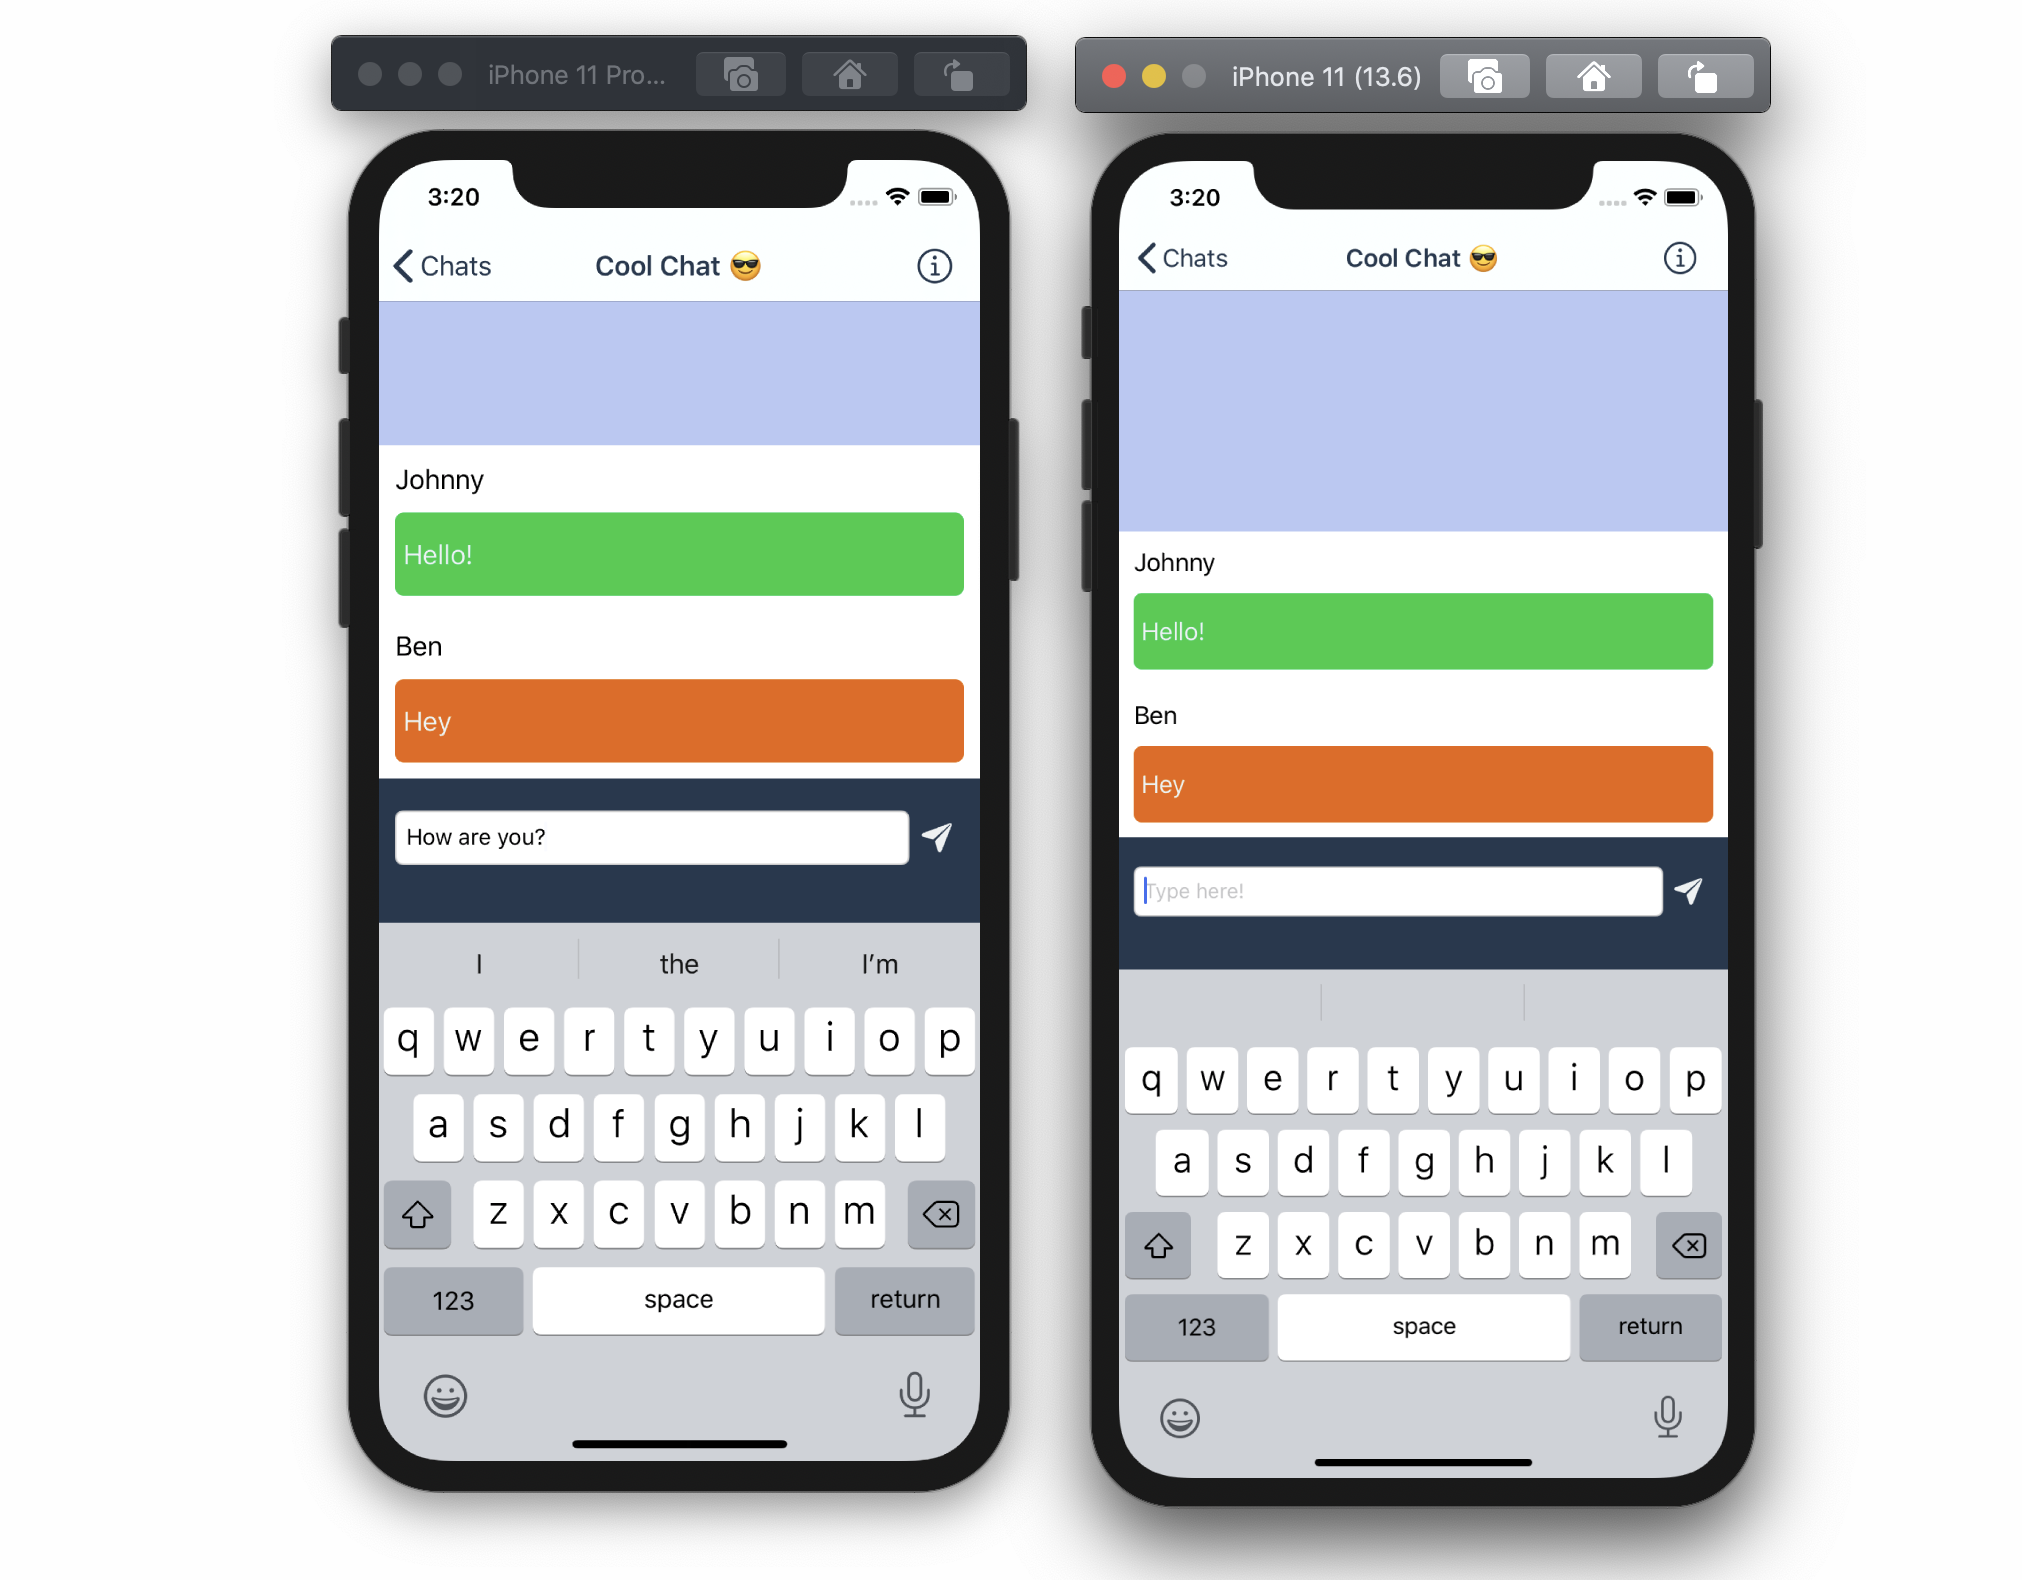 iPhone 11 Pro...
3:20
Chats
Cool Chat 😎
Johnny
Hello!
Ben
Hey
How are you?
I
the
I'm
q w e r t y u i o p
a s d f g h j k l
z x c v b n m
123
space
return
iPhone 11 (13.6)
3:20
Chats
Cool Chat 😎
Johnny
Hello!
Ben
Hey
Type here!
q w e r t y u i o p
a s d f g h j k l
z x c v b n m
123
space
return